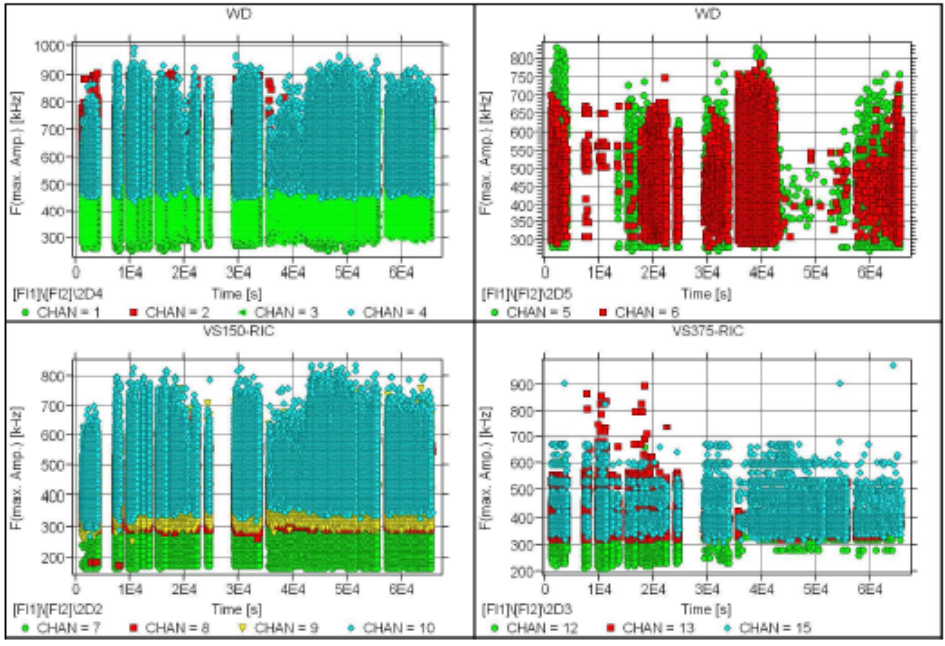 WD
1000
900
800
700
600
500
400
300
F(max. Amp.) [kHz]
0 1E4 2E4 3E4 4E4 5E4 6E4
[FI1]\[FI2]\2D4 Time [s]
CHAN = 1 CHAN = 2 CHAN = 3 CHAN = 4
WD
800
750
700
650
600
550
500
450
400
350
300
F(max. Amp.) [kHz]
0 1E4 2E4 3E4 4E4 5E4 6E4
[FI1]\[FI2]\2D5 Time [s]
CHAN = 5 CHAN = 6
VS150-RIC
800
700
600
500
400
300
200
F(max. Amp.) [kHz]
0 1E4 2E4 3E4 4E4 5E4 6E4
[FI1]\[FI2]\2D2 Time [s]
CHAN = 7 CHAN = 8 CHAN = 9 CHAN = 10
VS375-RIC
900
800
700
600
500
400
300
200
F(max. Amp.) [kHz]
0 1E4 2E4 3E4 4E4 5E4 6E4
[FI1]\[FI2]\2D3 Time [s]
CHAN = 12 CHAN = 13 CHAN = 15